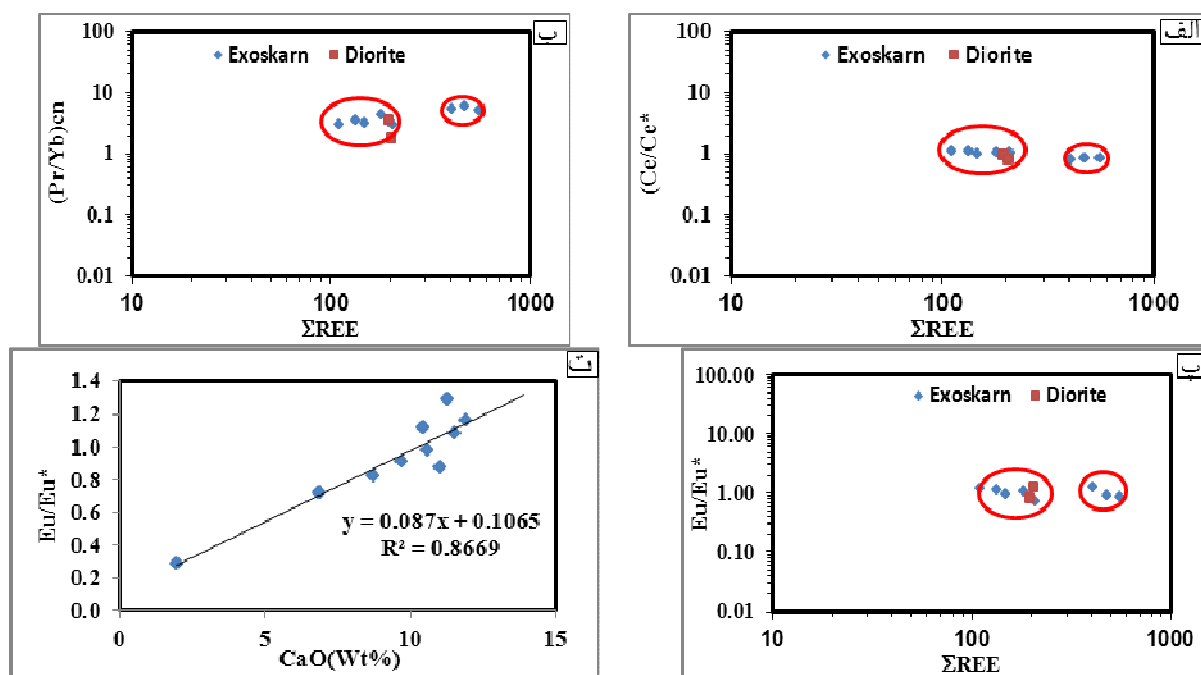 ب
Exoskarn Diorite
(Pr/Yb)cn
100
10
1
0.1
0.01
10 100 1000
ΣREE
الف
Exoskarn Diorite
(Ce/Ce*
100
10
1
0.1
0.01
10 100 1000
ΣREE
ت
Eu/Eu*
1.4
1.2
1.0
0.8
0.6
0.4
0.2
0.0
y = 0.087x + 0.1065
R² = 0.8669
0 5 10 15
CaO(Wt%)
Exoskarn Diorite
Eu/Eu*
100.00
10.00
1.00
0.10
0.01
10 100 1000
ΣREE